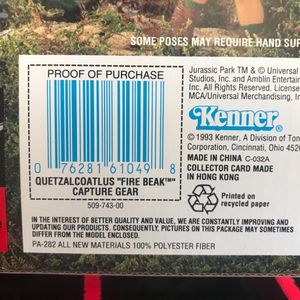 SOME POSES MAY REQUIRE HAND SUP
PROOF OF PURCHASE
0 76281 61049 8
QUETZALCOATLUS "FIRE BEAK"™
CAPTURE GEAR
509-743-00
Jurassic Park™ & © Universal
Studios, Inc. and Amblin Entertai
Inc. All Rights Reserved. License
MCA/Universal Merchandising, In
Kenner
© 1993 Kenner, A Division of Ton
Corporation, Cincinnati, Ohio 4520
MADE IN CHINA C-032A
COLLECTOR CARD MADE
IN HONG KONG
Printed on
recycled paper
IN THE INTEREST OF BETTER QUALITY AND VALUE, WE ARE CONSTANTLY IMPROVING AND
UPDATING OUR PRODUCTS. CONSEQUENTLY, PICTURES ON THIS PACKAGE MAY SOMETIMES
DIFFER FROM THE MODEL ENCLOSED.
PA-282 ALL NEW MATERIALS 100% POLYESTER FIBER